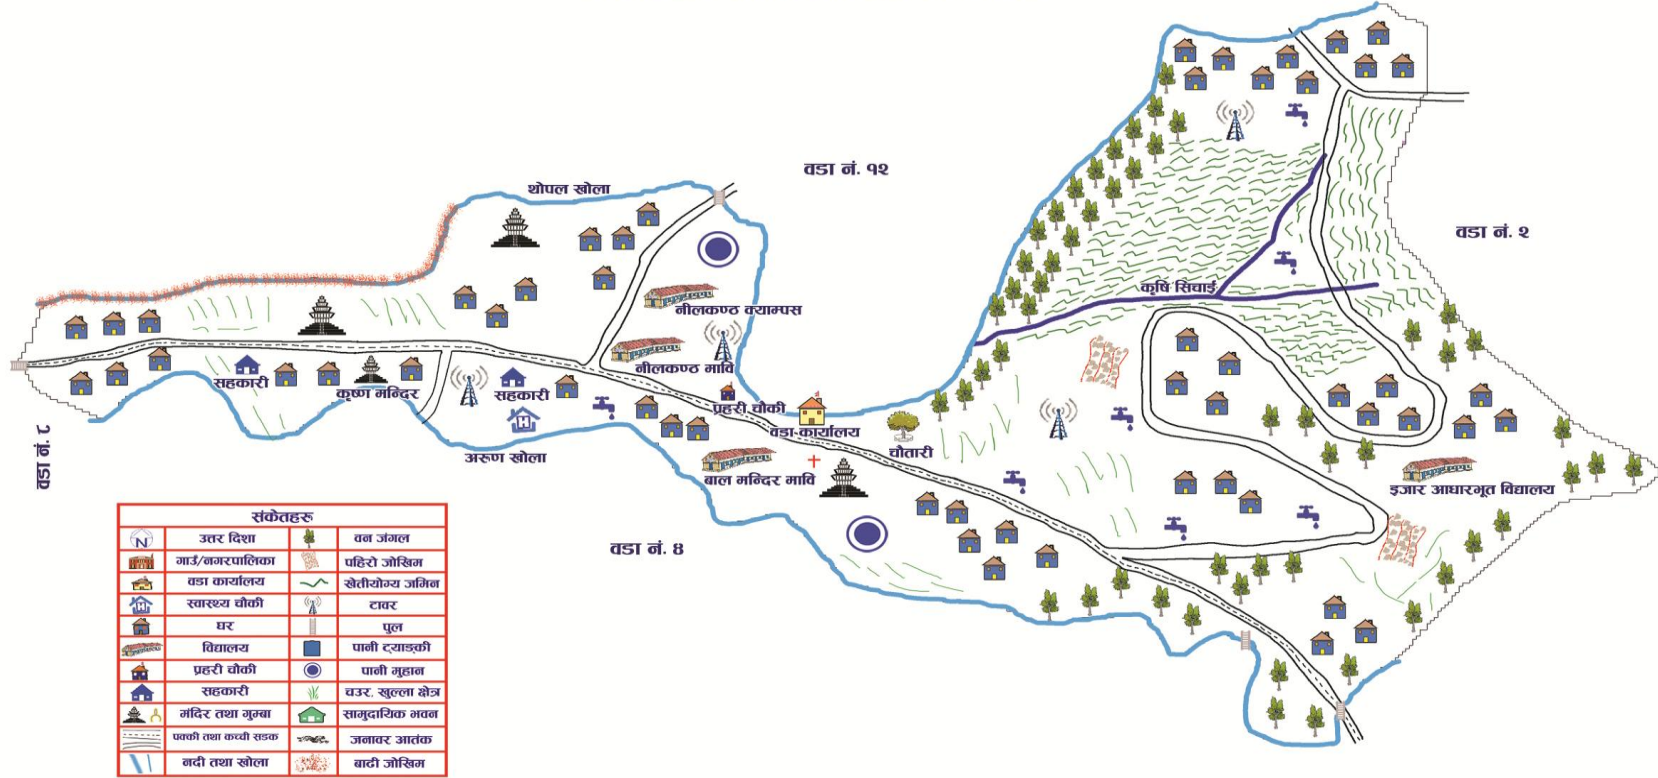 वडा नं. १२
थोपल खोला
वडा नं. २
कृषि सिंचाई
नीलकण्ठ क्याम्पस
नीलकण्ठ मावि
सहकारी
कृष्ण मन्दिर
सहकारी
प्रहरी चौकी
वडा कार्यालय
चौतारी
वडा नं. ८
अरूण खोला
बाल मन्दिर मावि
इजार आधारभूत विद्यालय
वडा नं. ४
संकेतहरू
N उत्तर दिशा वन जंगल
गाउँ/नगरपालिका पहिरो जोखिम
वडा कार्यालय खेतीयोग्य जमिन
H स्वास्थ्य चौकी टावर
घर पुल
विद्यालय पानी ट्याङ्की
प्रहरी चौकी पानी मुहान
सहकारी चउर, खुल्ला क्षेत्र
मंदिर तथा गुम्बा सामुदायिक भवन
पक्की तथा कच्ची सडक जनावर आतंक
नदी तथा खोला बाढी जोखिम